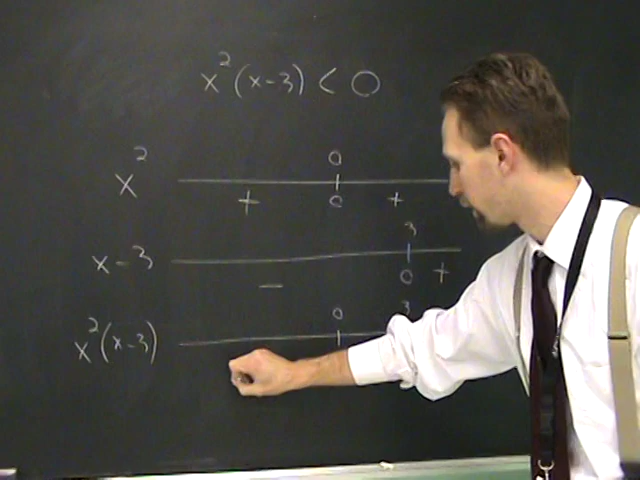 x²(x-3) < 0
0
x²
+ 0 +
3
x-3
- 0 +
0 3
x²(x-3)